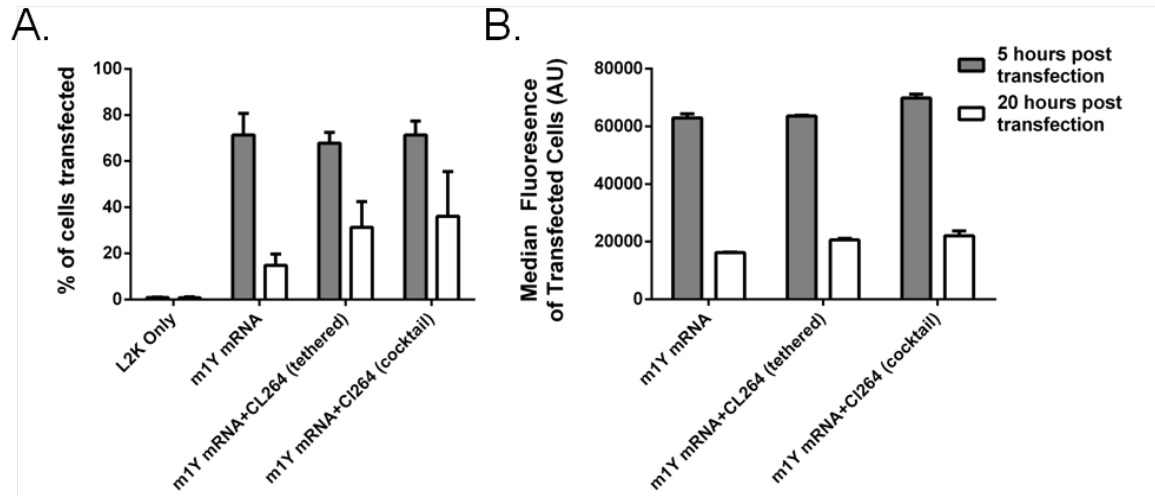 A.
% of cells transfected
100
80
60
40
20
0
L2K Only
m1Y mRNA
m1Y mRNA+CL264 (tethered)
m1Y mRNA+Cl264 (cocktail)
B.
Median Fluoresence
of Transfected Cells (AU)
80000
60000
40000
20000
0
m1Y mRNA
m1Y mRNA+CL264 (tethered)
m1Y mRNA+Cl264 (cocktail)
5 hours post
transfection
20 hours post
transfection